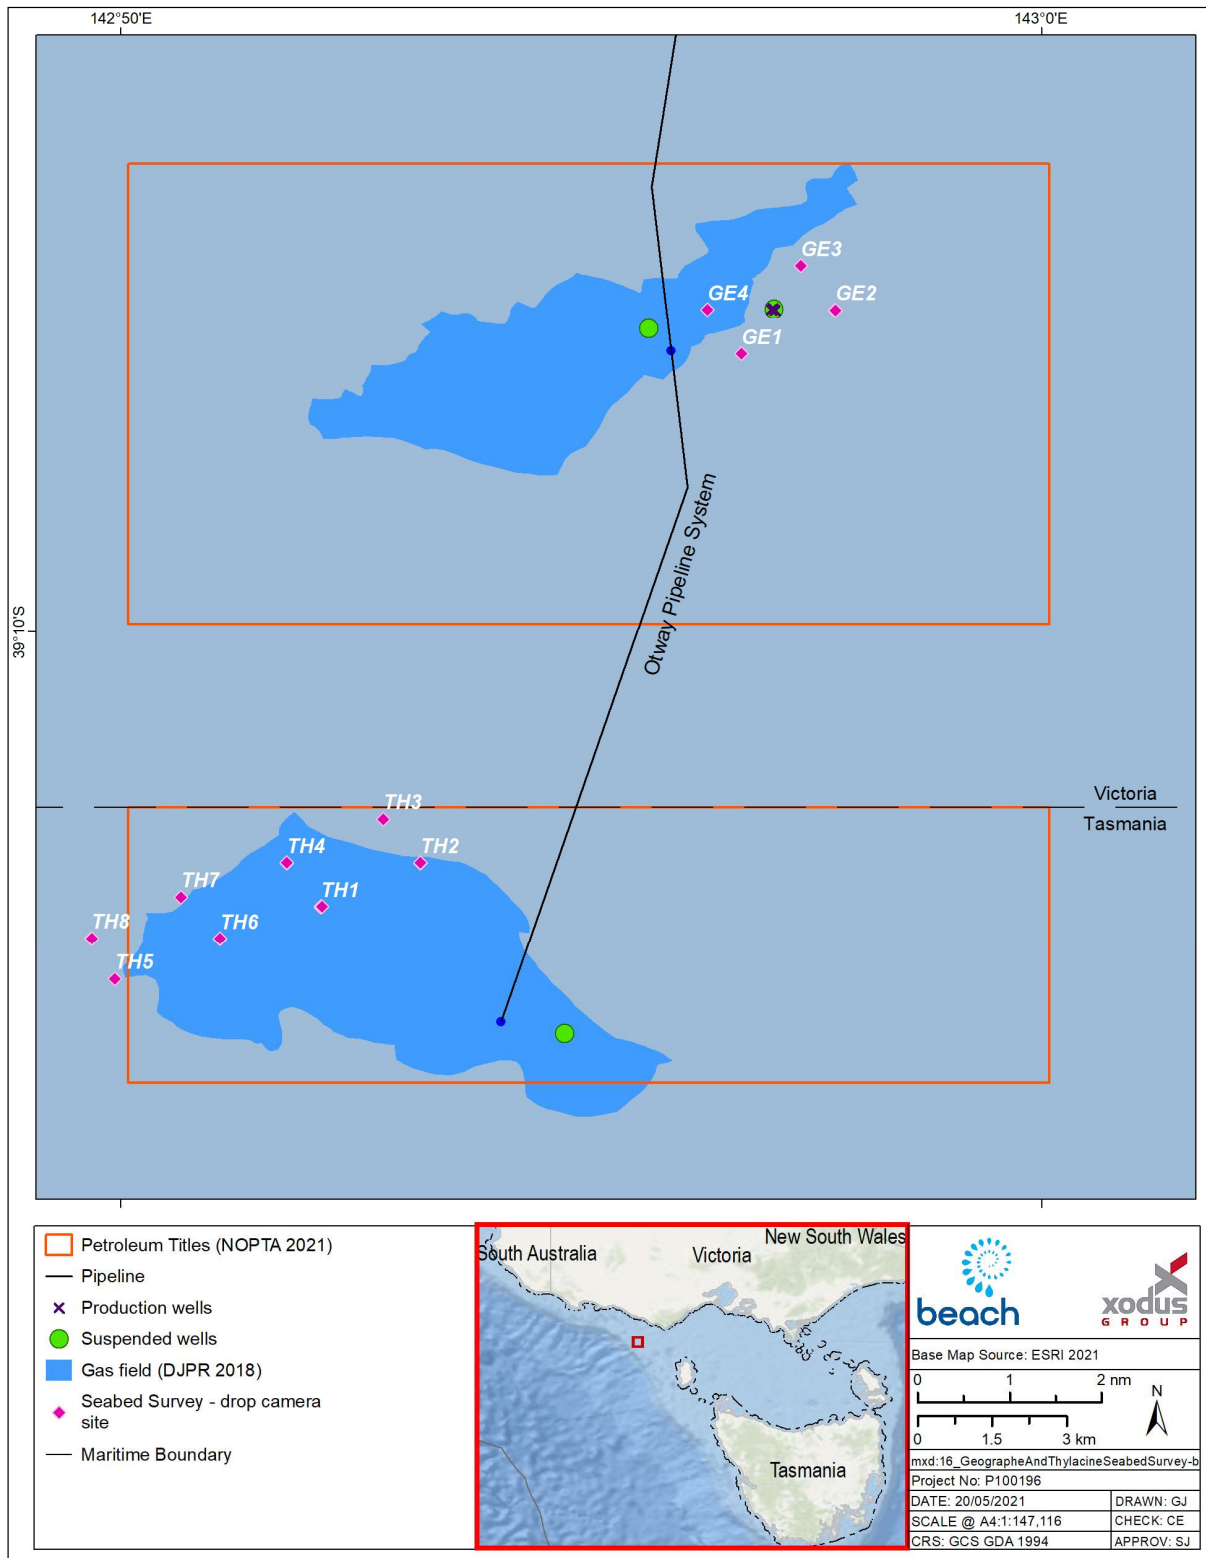 142°50'E
143°0'E
GE3
GE4
GE2
GE1
Otway Pipeline System
39°10'S
Victoria
Tasmania
TH3
TH4
TH2
TH7
TH1
TH8
TH6
TH5
Petroleum Titles (NOPTA 2021)
Pipeline
Production wells
Suspended wells
Gas field (DJPR 2018)
Seabed Survey - drop camera
site
Maritime Boundary
South Australia
Victoria
New South Wales
Tasmania
beach
xodus
GROUP
Base Map Source: ESRI 2021
0 1 2 nm
N
0 1.5 3 km
mxd:16_GeographeAndThylacineSeabedSurvey-b
Project No: P100196
DATE: 20/05/2021 DRAWN: GJ
SCALE @ A4:1:147,116 CHECK: CE
CRS: GCS GDA 1994 APPROV: SJ